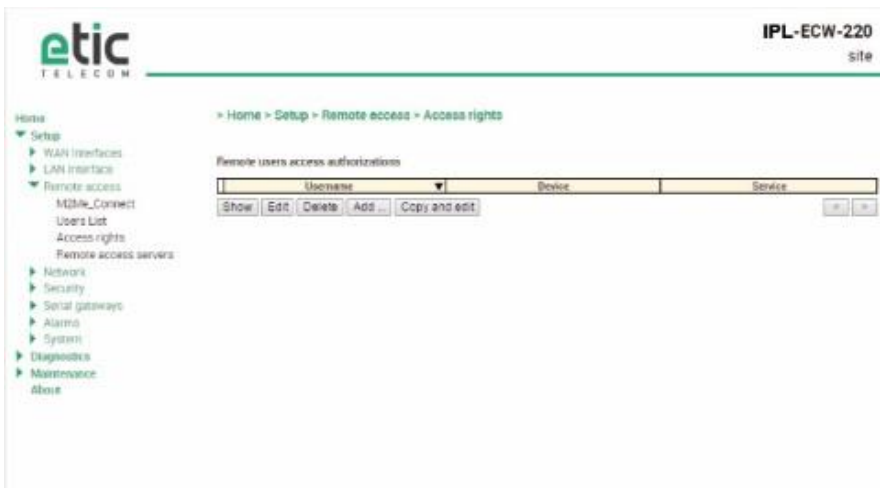 etic
TELECOM
IPL-ECW-220
site
Home
Setup
WAN Interfaces
LAN Interface
Remote access
M2Me_Connect
Users List
Access rights
Remote access servers
Network
Security
Serial gateways
Alarms
System
Diagnostics
Maintenance
About
> Home > Setup > Remote access > Access rights
Remote users access authorizations
Username Device Service
Show Edit Delete Add ... Copy and edit